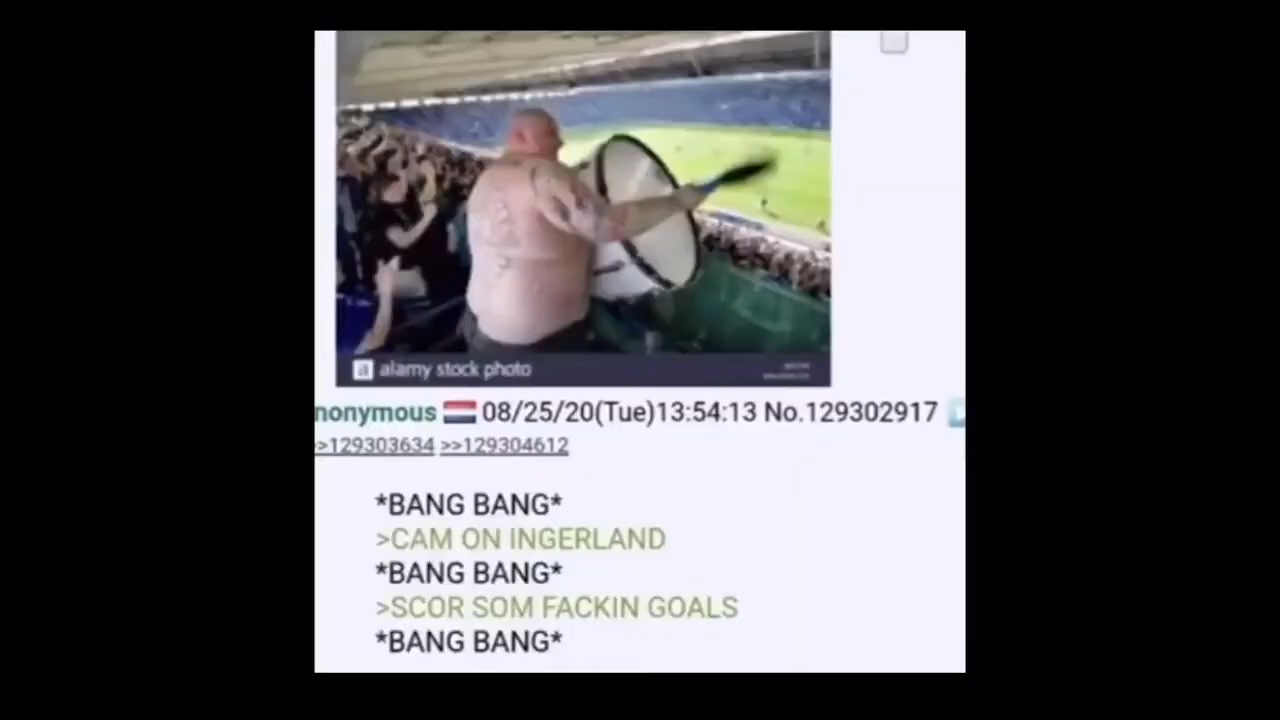 a alamy stock photo
nonymous 08/25/20(Tue)13:54:13 No.129302917
>>129303634 >>129304612
*BANG BANG*
>CAM ON INGERLAND
*BANG BANG*
>SCOR SOM FACKIN GOALS
*BANG BANG*